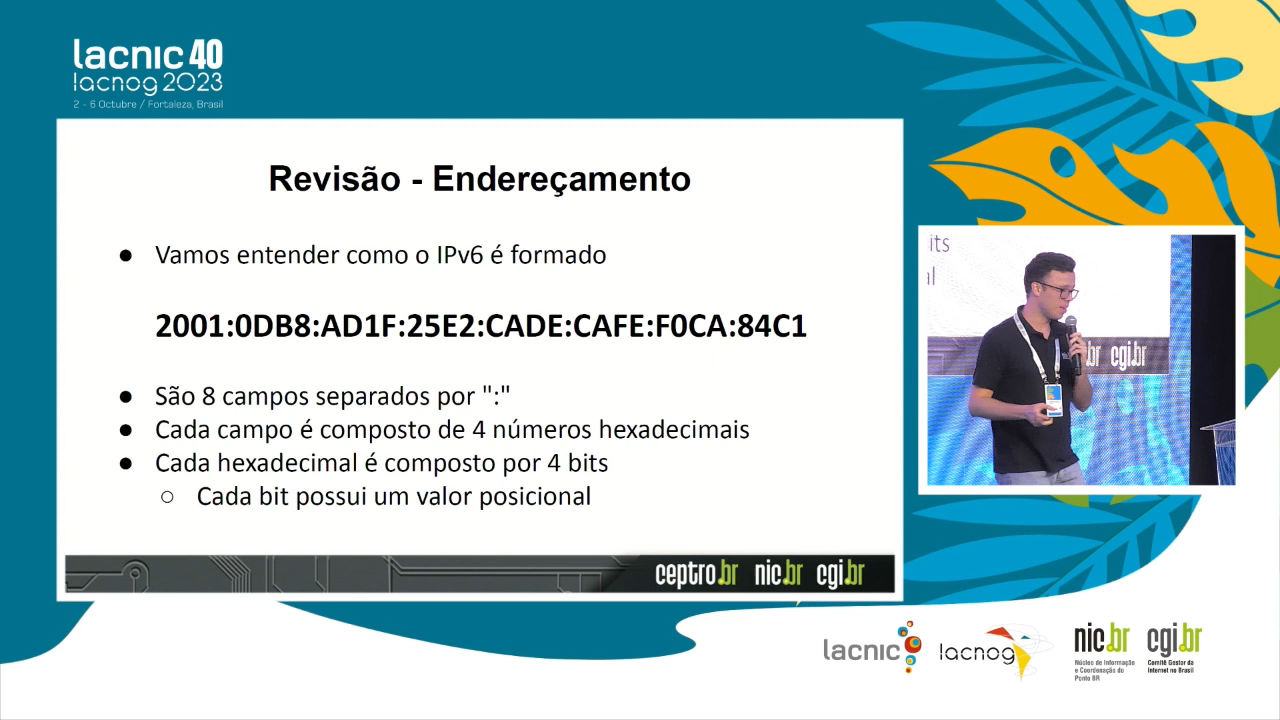 lacnic 40
lacnog 2023
2 - 6 Octubre / Fortaleza, Brasil
Revisão - Endereçamento
● Vamos entender como o IPv6 é formado
2001:0DB8:AD1F:25E2:CADE:CAFE:F0CA:84C1
● São 8 campos separados por ":"
● Cada campo é composto de 4 números hexadecimais
● Cada hexadecimal é composto por 4 bits
○ Cada bit possui um valor posicional
ceptro.br nic.br cgi.br
its
al
br cgi.br
lacnic
lacnog
nic.br
Núcleo de Informação
e Coordenação do
Ponto BR
cgi.br
Comitê Gestor da
Internet no Brasil